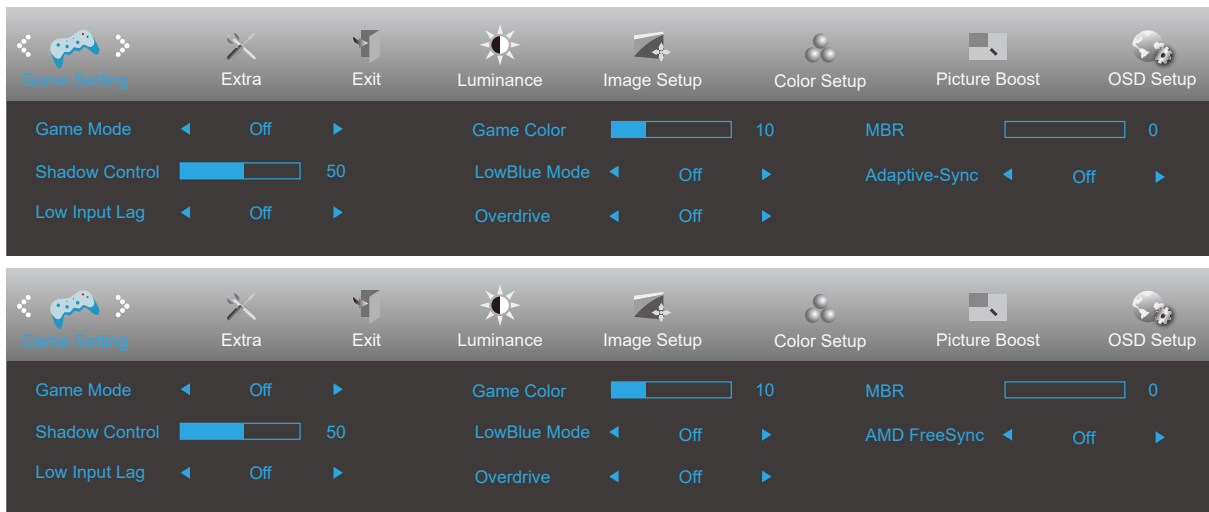 Game Setting Extra Exit Luminance Image Setup Color Setup Picture Boost OSD Setup
Game Mode Off Game Color 10 MBR 0
Shadow Control 50 LowBlue Mode Off Adaptive-Sync Off
Low Input Lag Off Overdrive Off
Game Setting Extra Exit Luminance Image Setup Color Setup Picture Boost OSD Setup
Game Mode Off Game Color 10 MBR 0
Shadow Control 50 LowBlue Mode Off AMD FreeSync Off
Low Input Lag Off Overdrive Off